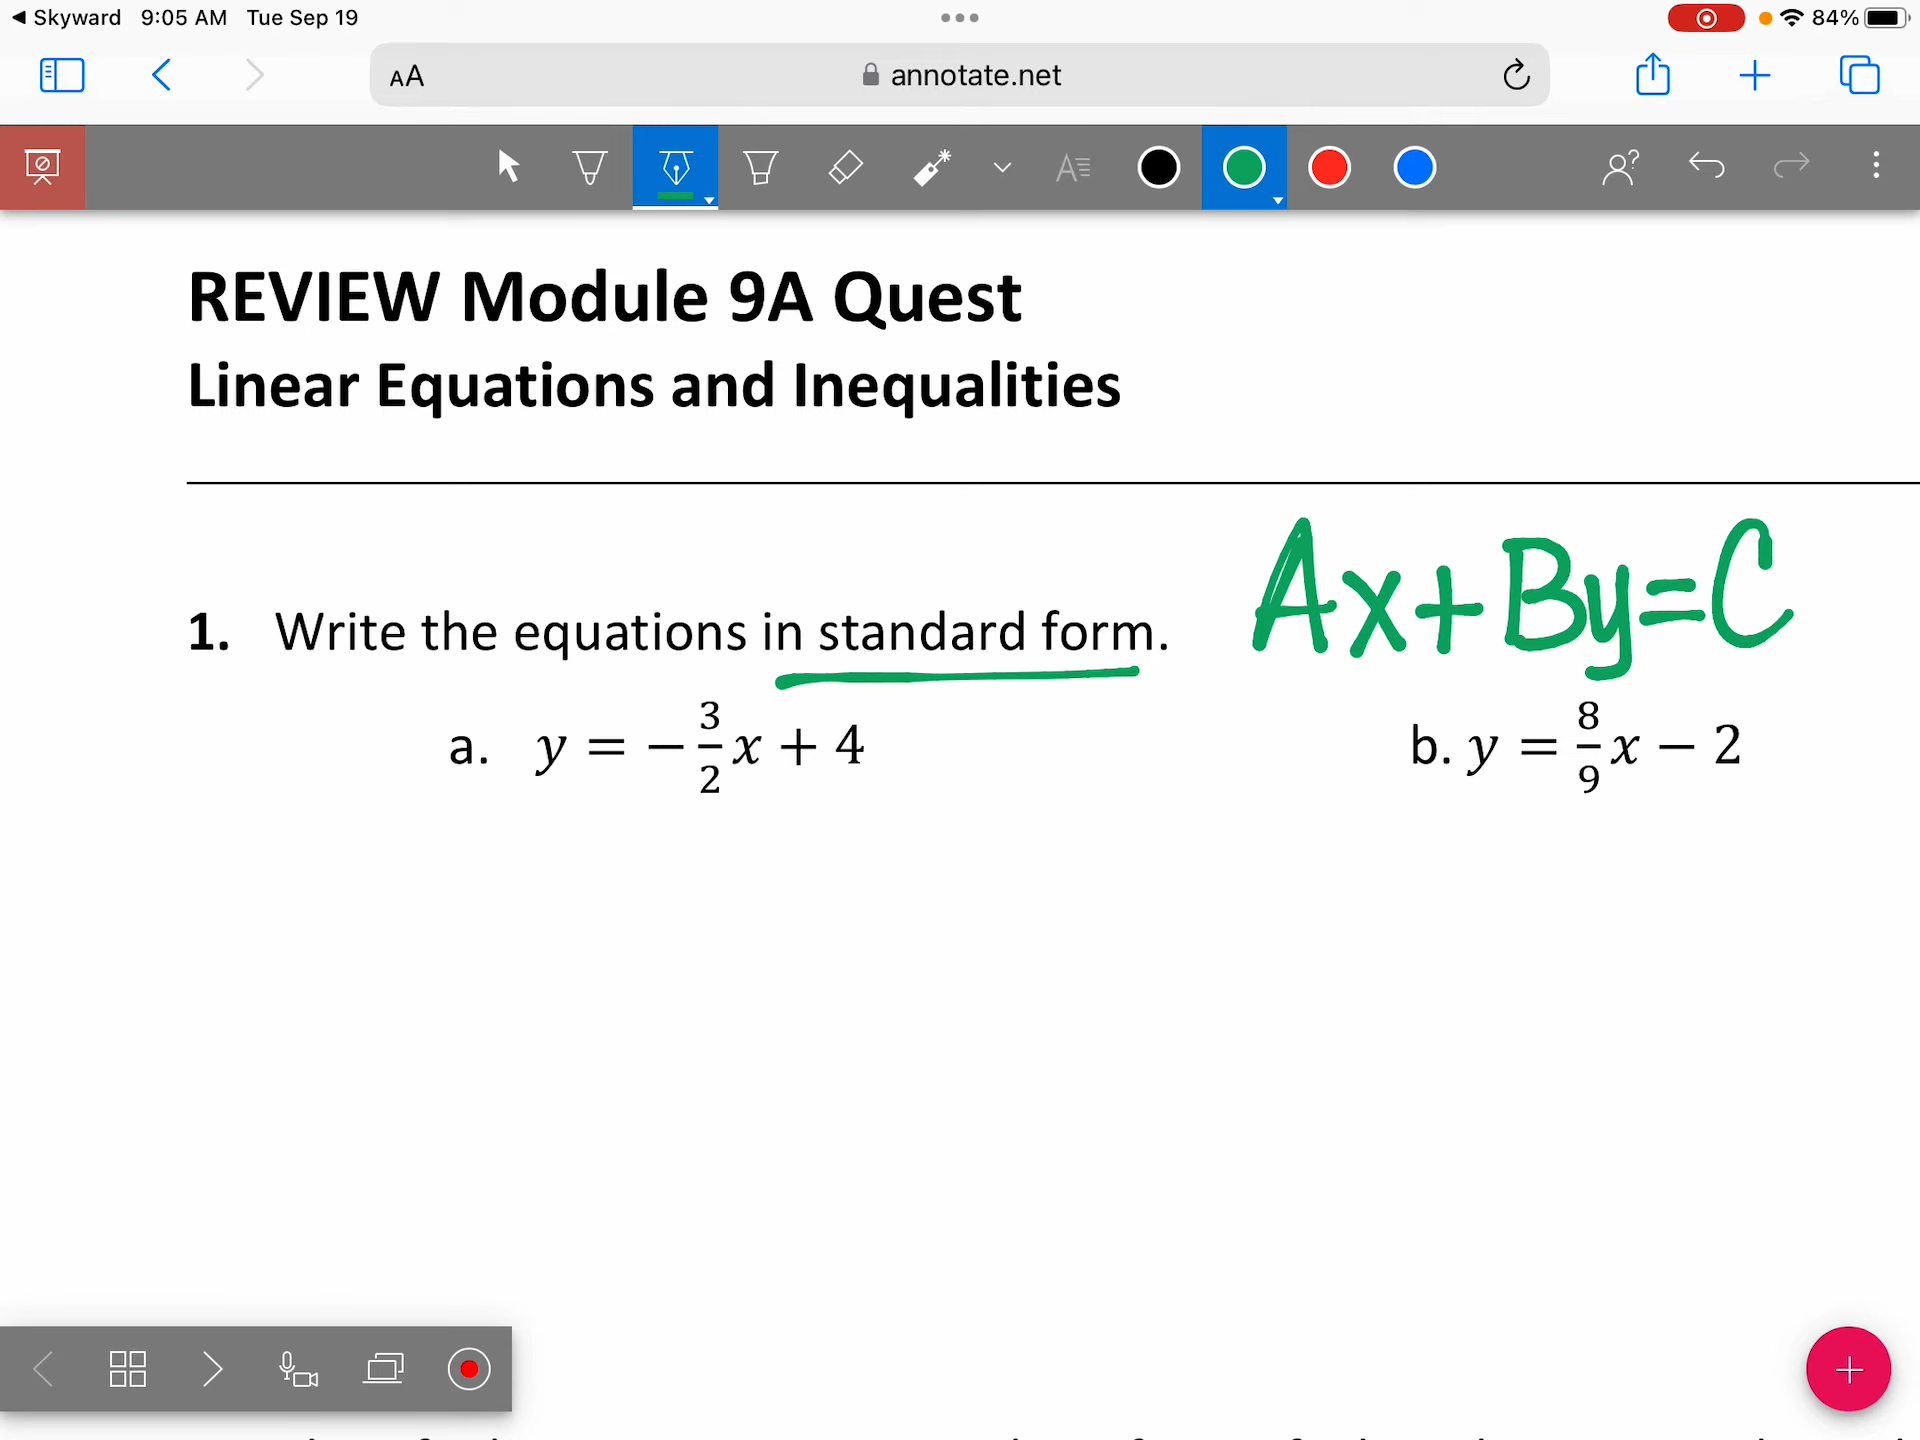 Skyward 9:05 AM Tue Sep 19 84%
AA annotate.net
REVIEW Module 9A Quest
Linear Equations and Inequalities
Ax+By=C
1. Write the equations in standard form.
a. y = −3/2x + 4 b. y = 8/9x − 2